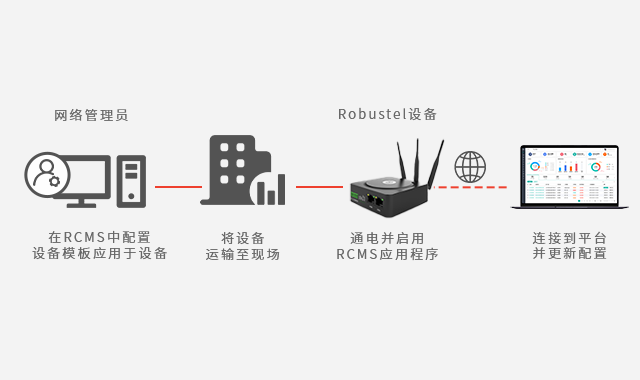 网络管理员
Robustel设备
在RCMS中配置
设备模板应用于设备
将设备
运输至现场
通电并启用
RCMS应用程序
连接到平台
并更新配置